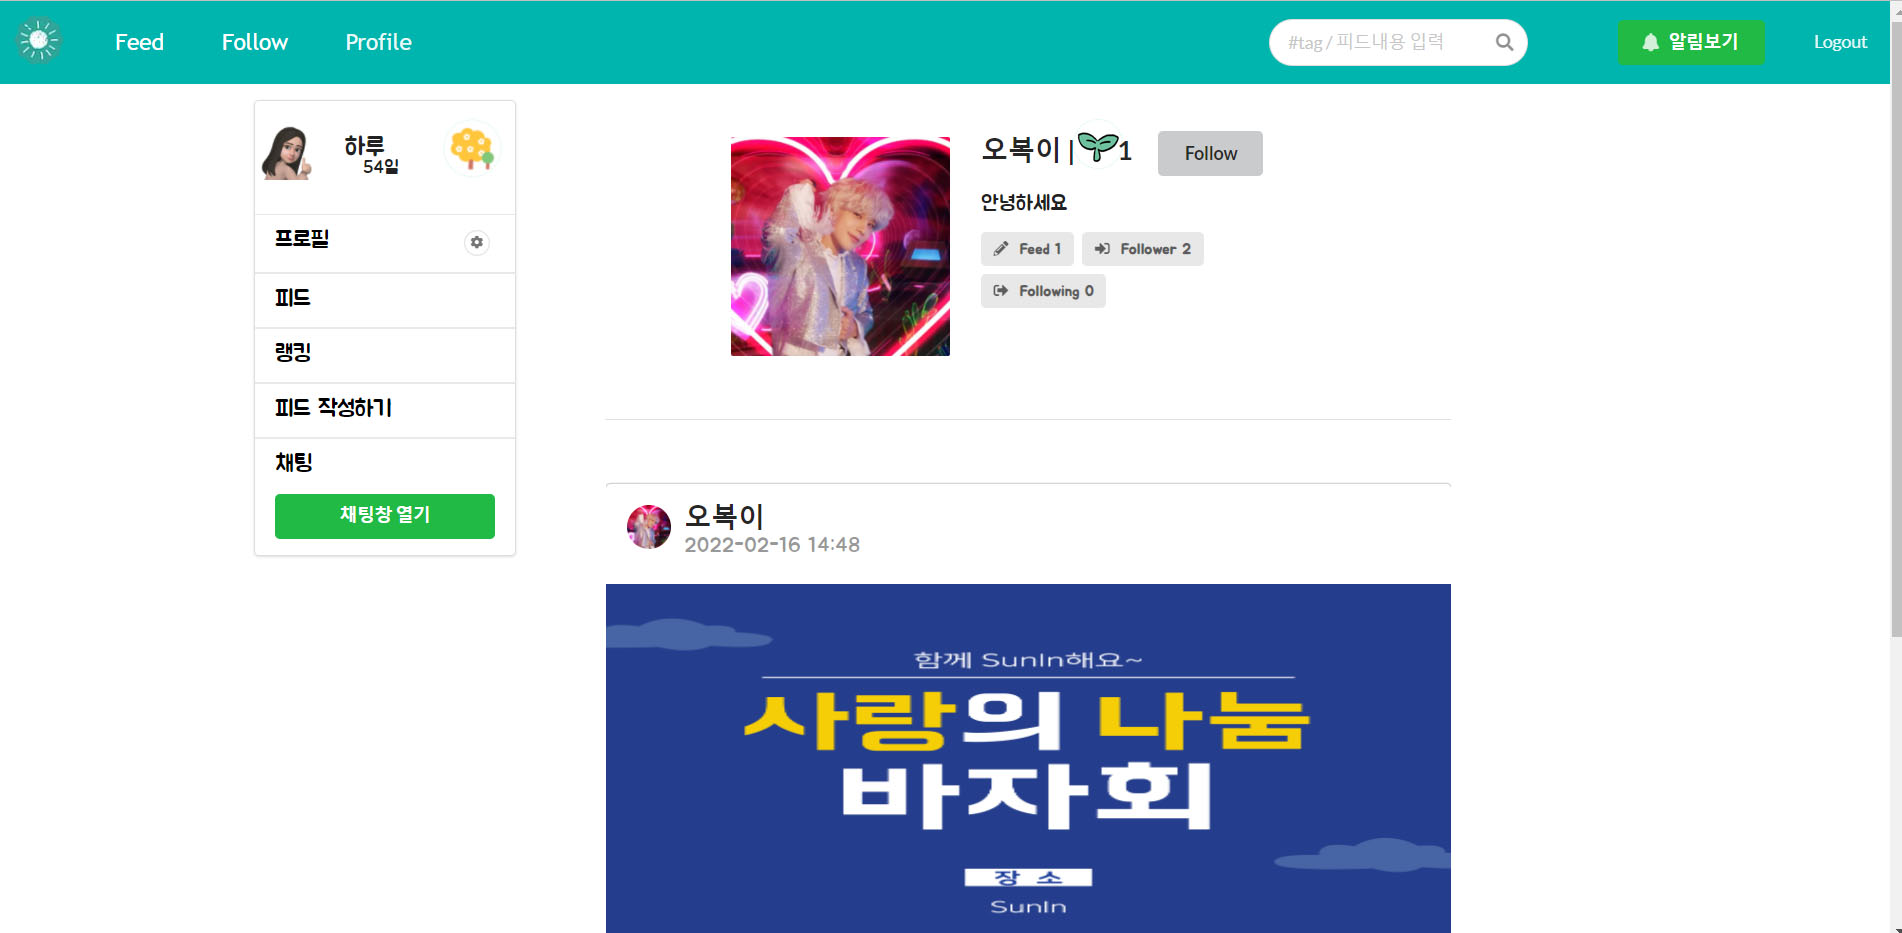 Feed Follow Profile #tag / 피드내용 입력 알림보기 Logout
하루
54일
프로필
피드
랭킹
피드 작성하기
채팅
채팅창 열기
오복이 | 1 Follow
안녕하세요
Feed 1 Follower 2
Following 0
오복이
2022-02-16 14:48
함께 SunIn해요~
사랑의 나눔
바자회
장 소
SunIn